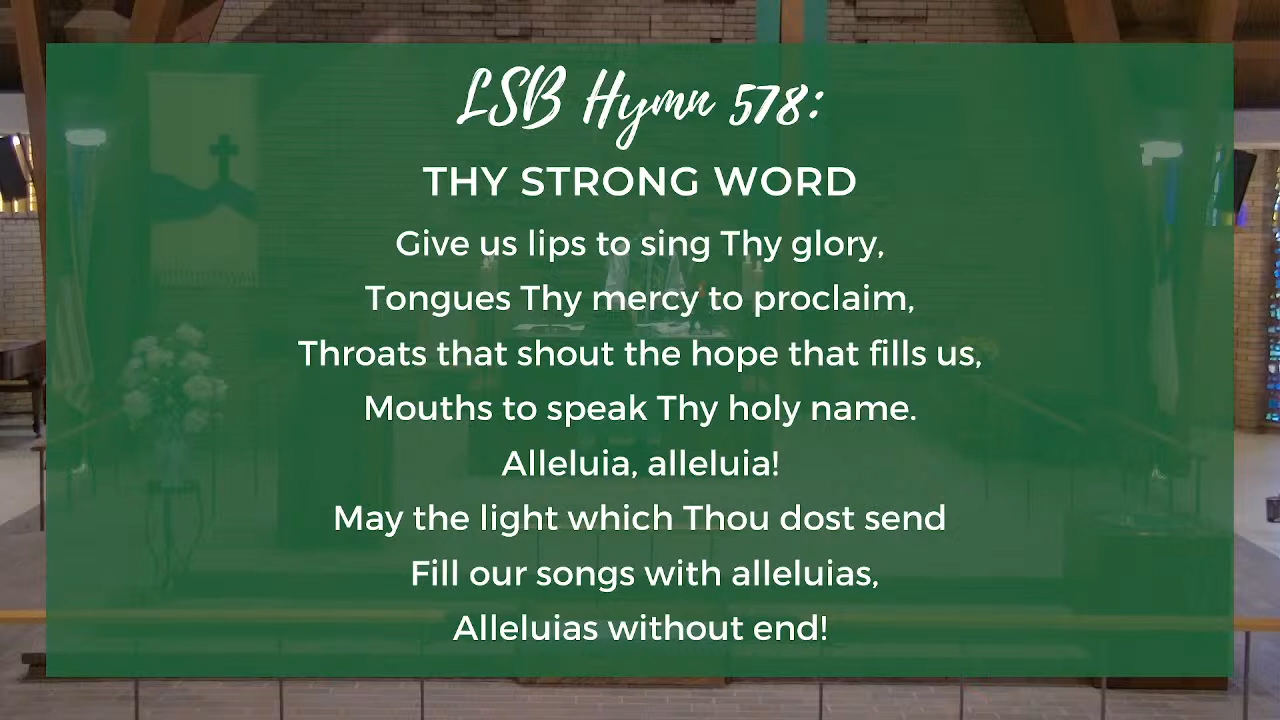 LSB Hymn 578:
THY STRONG WORD
Give us lips to sing Thy glory,
Tongues Thy mercy to proclaim,
Throats that shout the hope that fills us,
Mouths to speak Thy holy name.
Alleluia, alleluia!
May the light which Thou dost send
Fill our songs with alleluias,
Alleluias without end!